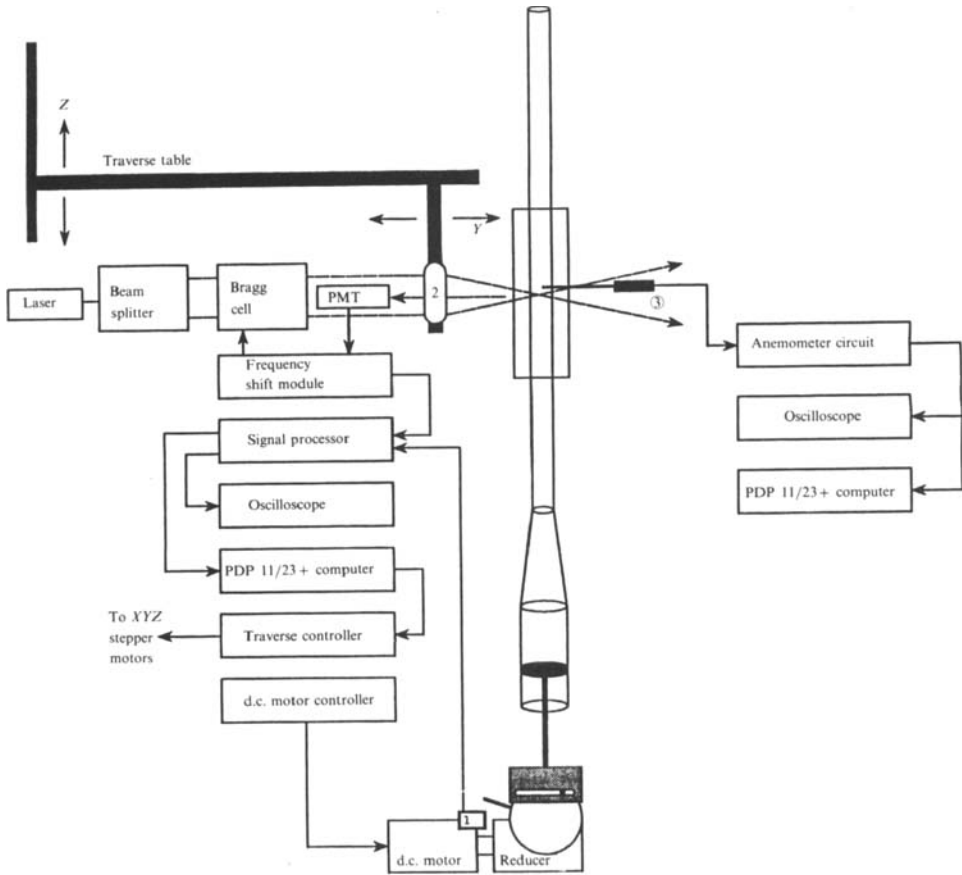 Z
Traverse table
Y
Laser
Beam
splitter
Bragg
cell
PMT
2
③
Anemometer circuit
Frequency
shift module
Signal processor
Oscilloscope
Oscilloscope
PDP 11/23+ computer
PDP 11/23+ computer
To XYZ
stepper
motors
Traverse controller
d.c. motor controller
1
d.c. motor
Reducer